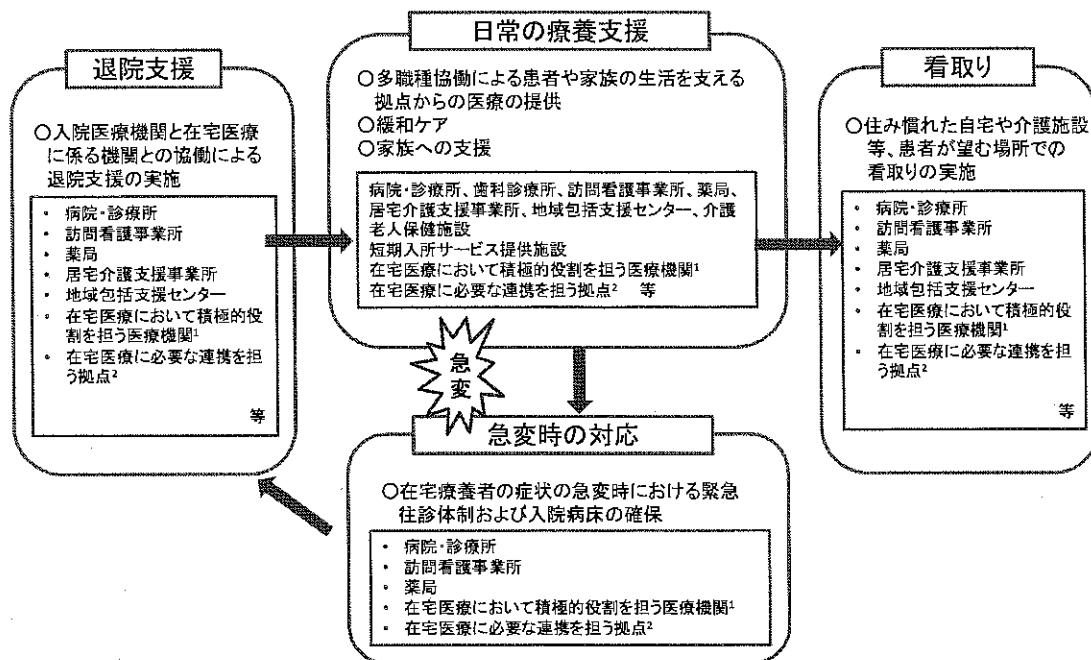 退院支援
○入院医療機関と在宅医療
に係る機関との協働による
退院支援の実施
・ 病院・診療所
・ 訪問看護事業所
・ 薬局
・ 居宅介護支援事業所
・ 地域包括支援センター
・ 在宅医療において積極的役
割を担う医療機関¹
・ 在宅医療に必要な連携を担
う拠点²
等
日常の療養支援
○多職種協働による患者や家族の生活を支える
拠点からの医療の提供
○緩和ケア
○家族への支援
病院・診療所、歯科診療所、訪問看護事業所、薬局、
居宅介護支援事業所、地域包括支援センター、介護
老人保健施設
短期入所サービス提供施設
在宅医療において積極的役割を担う医療機関¹
在宅医療に必要な連携を担う拠点² 等
急
変
急変時の対応
○在宅療養者の症状の急変時における緊急
往診体制および入院病床の確保
・ 病院・診療所
・ 訪問看護事業所
・ 薬局
・ 在宅医療において積極的役割を担う医療機関¹
・ 在宅医療に必要な連携を担う拠点²
看取り
○住み慣れた自宅や介護施設
等、患者が望む場所での
看取りの実施
・ 病院・診療所
・ 訪問看護事業所
・ 薬局
・ 居宅介護支援事業所
・ 地域包括支援センター
・ 在宅医療において積極的役
割を担う医療機関¹
・ 在宅医療に必要な連携を担
う拠点²
等